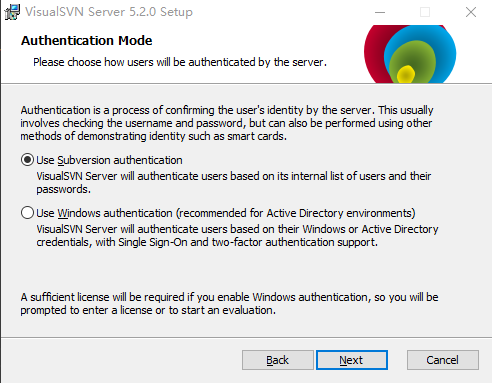 VisualSVN Server 5.2.0 Setup
Authentication Mode
Please choose how users will be authenticated by the server.
Authentication is a process of confirming the user's identity by the server. This usually
involves checking the username and password, but can also be performed using other
methods of demonstrating identity such as smart cards.
Use Subversion authentication
VisualSVN Server will authenticate users based on its internal list of users and their
passwords.
Use Windows authentication (recommended for Active Directory environments)
VisualSVN Server will authenticate users based on their Windows or Active Directory
credentials, with Single Sign-On and two-factor authentication support.
A sufficient license will be required if you enable Windows authentication, so you will be
prompted to enter a license or to start an evaluation.
Back
Next
Cancel